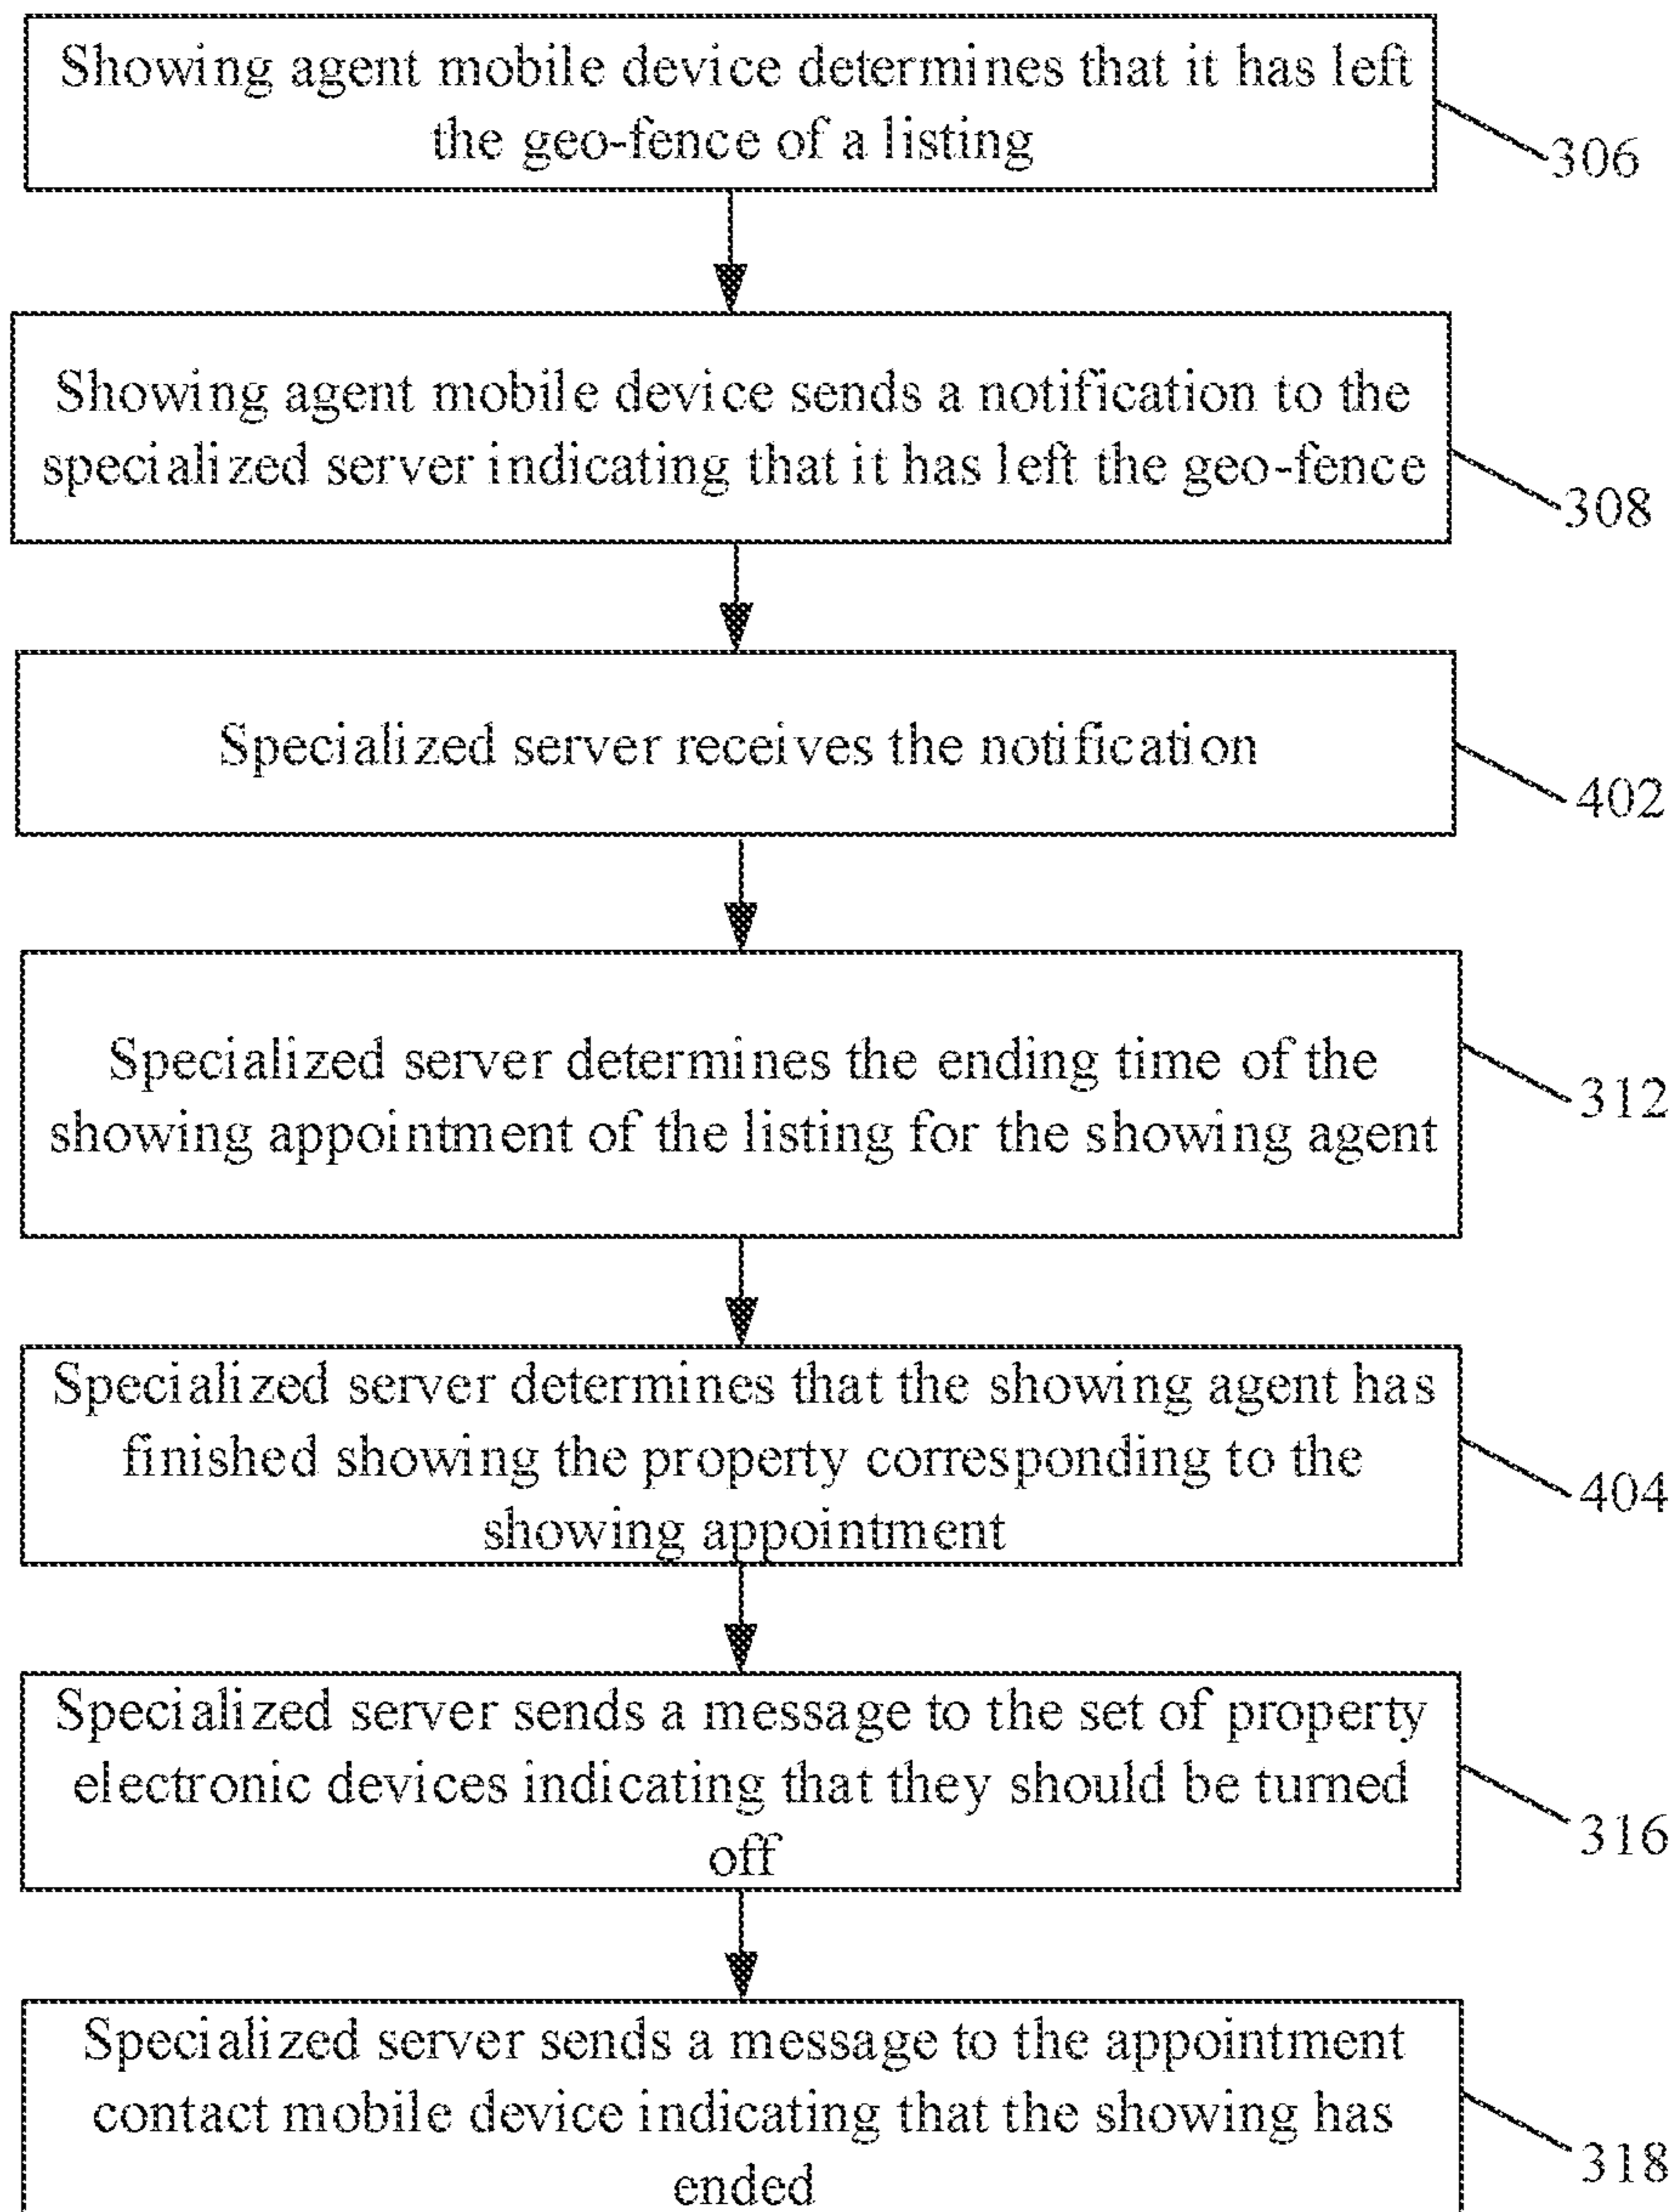 Showing agent mobile device determines that it has left
the geo-fence of a listing
306
Showing agent mobile device sends a notification to the
specialized server indicating that it has left the geo-fence
308
Specialized server receives the notification
402
Specialized server determines the ending time of the
showing appointment of the listing for the showing agent
312
Specialized server determines that the showing agent has
finished showing the property corresponding to the
showing appointment
404
Specialized server sends a message to the set of property
electronic devices indicating that they should be turned
off
316
Specialized server sends a message to the appointment
contact mobile device indicating that the showing has
ended
318